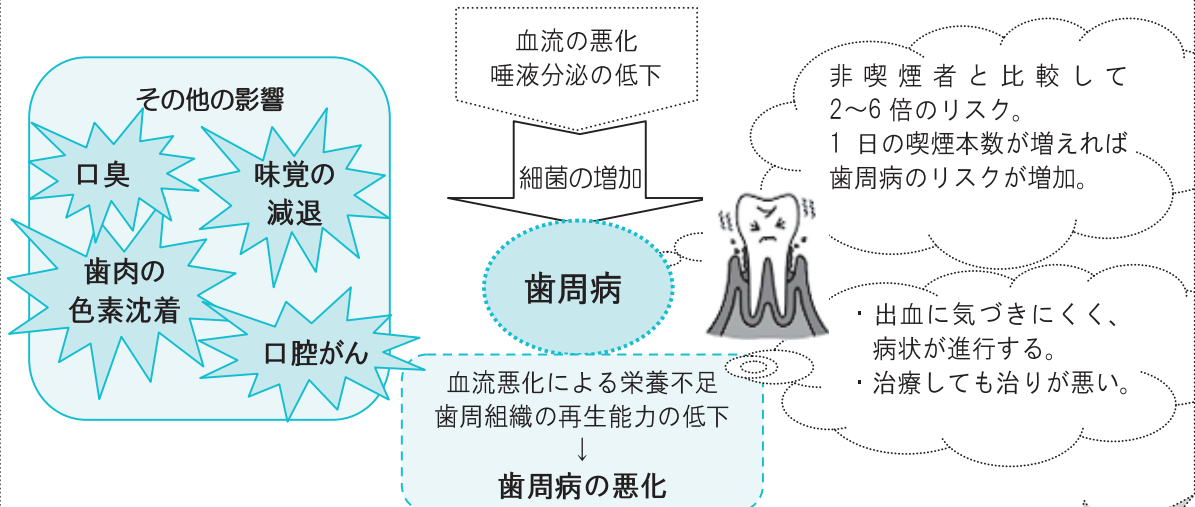 その他の影響
口臭
味覚の
減退
歯肉の
色素沈着
口腔がん
血流の悪化
唾液分泌の低下
細菌の増加
歯周病
血流悪化による栄養不足
歯周組織の再生能力の低下
↓
歯周病の悪化
非喫煙者と比較して
2～6倍のリスク。
1 日の喫煙本数が増えれば
歯周病のリスクが増加。
・出血に気づきにくく、
病状が進行する。
・治療しても治りが悪い。